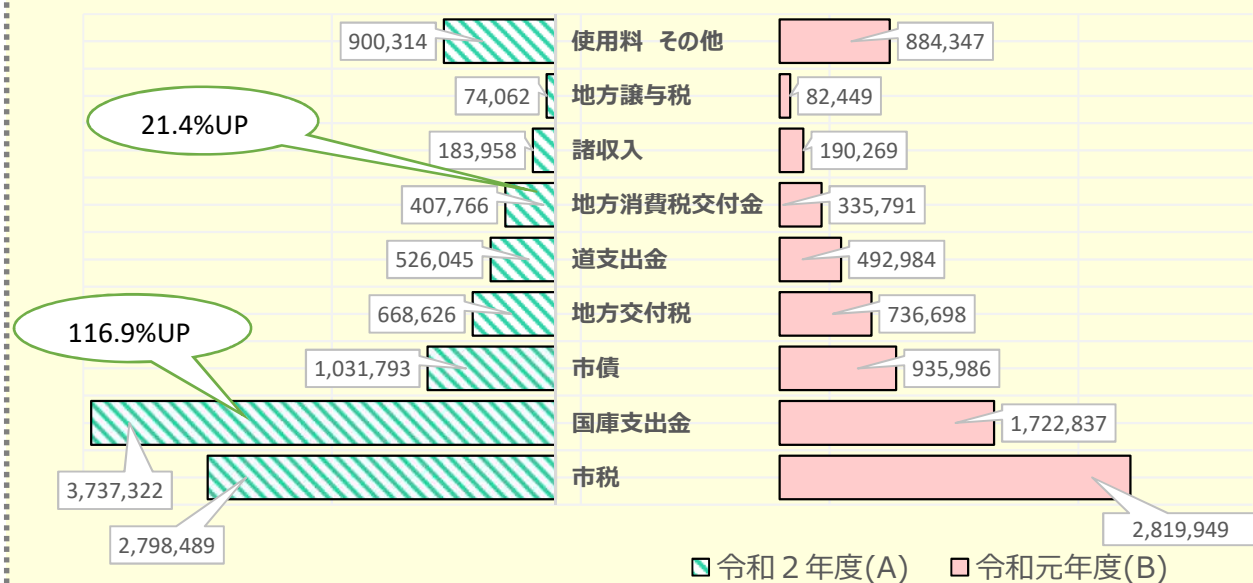 900,314 使用料 その他 884,347
74,062 地方譲与税 82,449
21.4%UP
183,958 諸収入 190,269
407,766 地方消費税交付金 335,791
526,045 道支出金 492,984
668,626 地方交付税 736,698
116.9%UP
1,031,793 市債 935,986
国庫支出金 1,722,837
3,737,322 市税
2,798,489 2,819,949
令和2年度(A) 令和元年度(B)